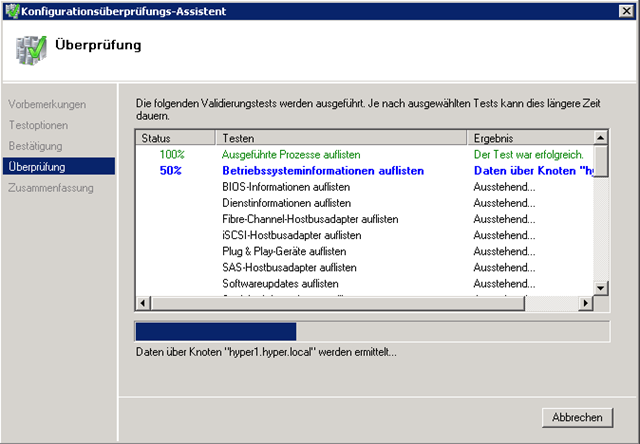 Konfigurationsüberprüfungs-Assistent
Überprüfung
Vorbemerkungen
Testoptionen
Bestätigung
Überprüfung
Zusammenfassung
Die folgenden Validierungstests werden ausgeführt. Je nach ausgewählten Tests kann dies längere Zeit
dauern.
Status Testen Ergebnis
100% Ausgeführte Prozesse auflisten Der Test war erfolgreich.
50% Betriebssysteminformationen auflisten Daten über Knoten "hy
BIOS-Informationen auflisten Ausstehend...
Dienstinformationen auflisten Ausstehend...
Fibre-Channel-Hostbusadapter auflisten Ausstehend...
iSCSI-Hostbusadapter auflisten Ausstehend...
Plug & Play-Geräte auflisten Ausstehend...
SAS-Hostbusadapter auflisten Ausstehend...
Softwareupdates auflisten Ausstehend...
Daten über Knoten "hyper1.hyper.local" werden ermittelt...
Abbrechen